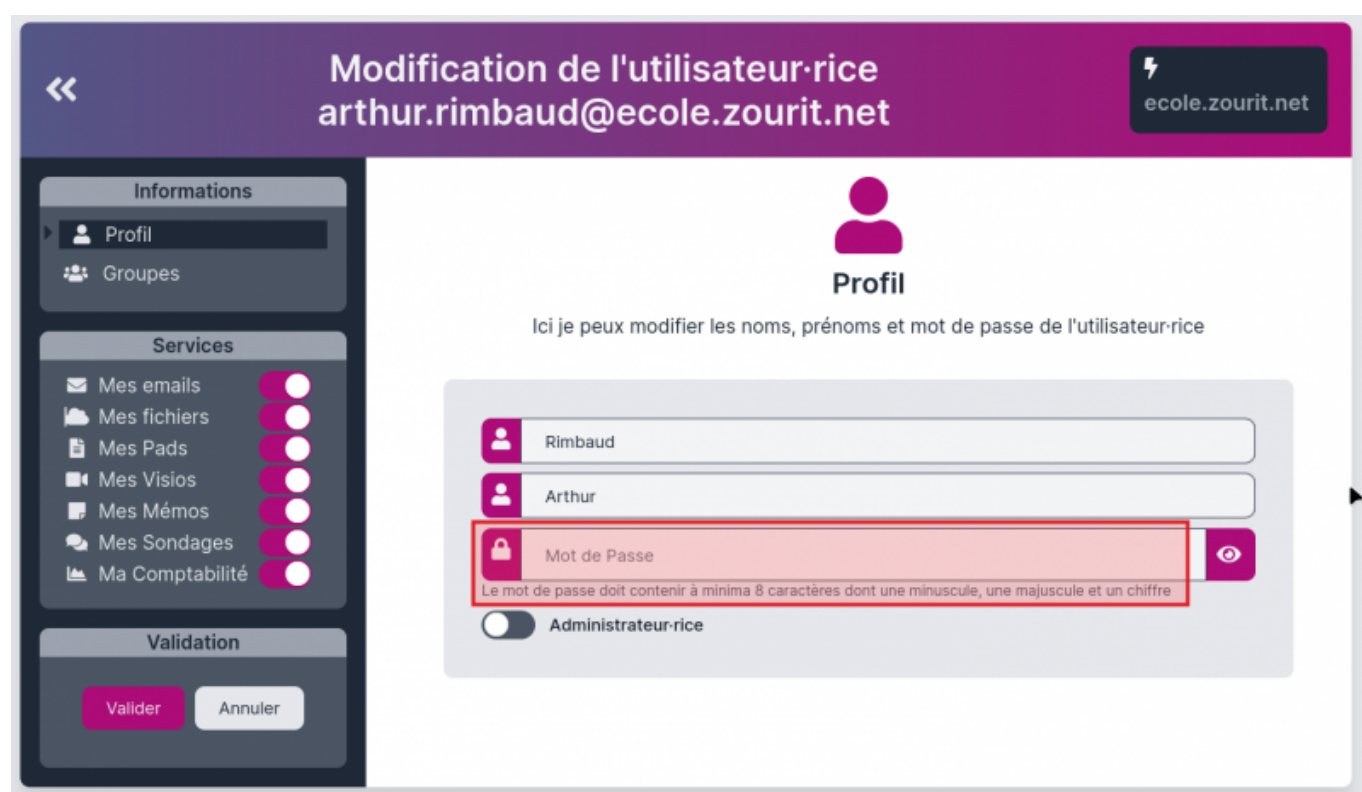 Modification de l'utilisateur·rice
arthur.rimbaud@ecole.zourit.net
ecole.zourit.net
Informations
Profil
Groupes
Services
Mes emails
Mes fichiers
Mes Pads
Mes Visios
Mes Mémos
Mes Sondages
Ma Comptabilité
Validation
Valider
Annuler
Profil
Ici je peux modifier les noms, prénoms et mot de passe de l'utilisateur·rice
Rimbaud
Arthur
Mot de Passe
Le mot de passe doit contenir à minima 8 caractères dont une minuscule, une majuscule et un chiffre
Administrateur·rice